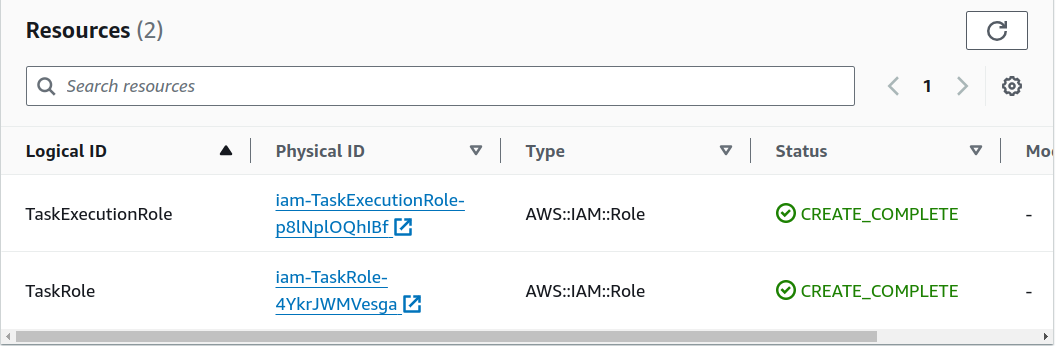 Resources (2)
Search resources
1
Logical ID Physical ID Type Status Mo
TaskExecutionRole iam-TaskExecutionRole- AWS::IAM::Role CREATE_COMPLETE -
p8lNplOQhIBf
TaskRole iam-TaskRole- AWS::IAM::Role CREATE_COMPLETE -
4YkrJWMVesga